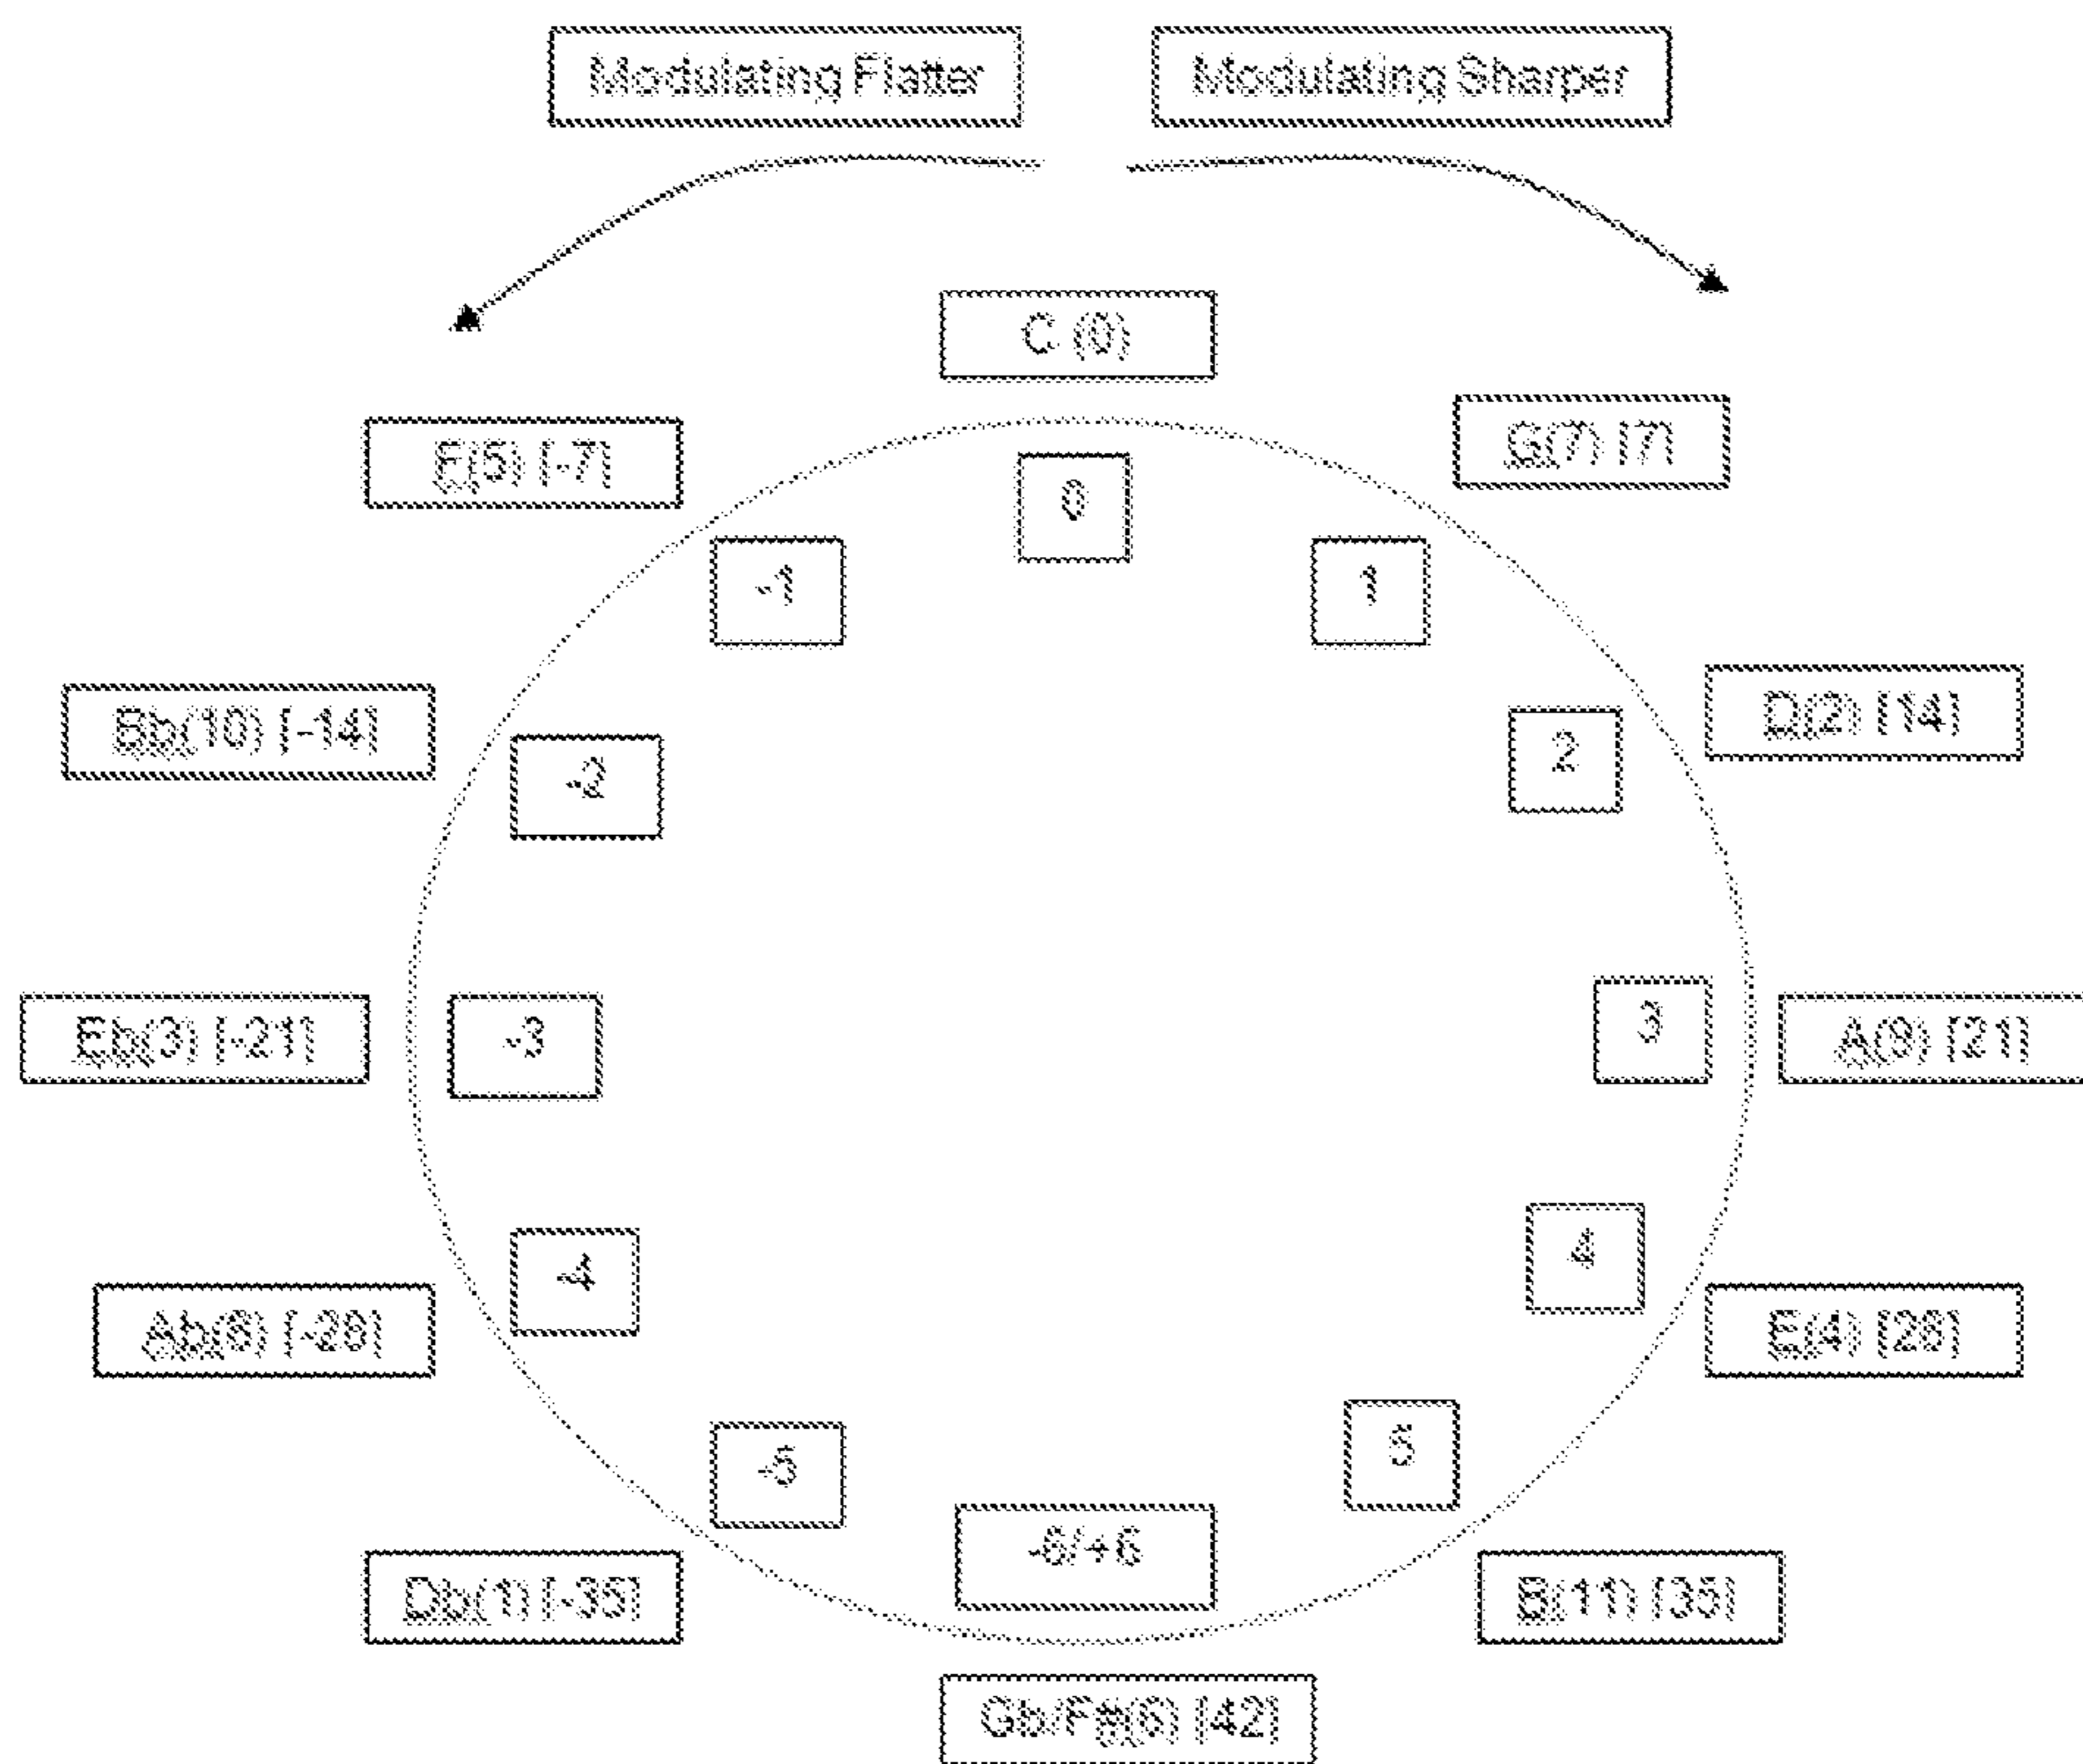 Modulating Flatter
Modulating Sharper
C (0)
F(5) [-7]
G(7) [7]
0
-1
1
Bb(10) [-14]
D(2) [14]
-2
2
Eb(3) [-21]
-3
3
A(9) [21]
-4
4
Ab(8) [-28]
E(4) [28]
-5
5
-6/+6
Db(1) [-35]
B(11) [35]
Gb/F#(6) [42]